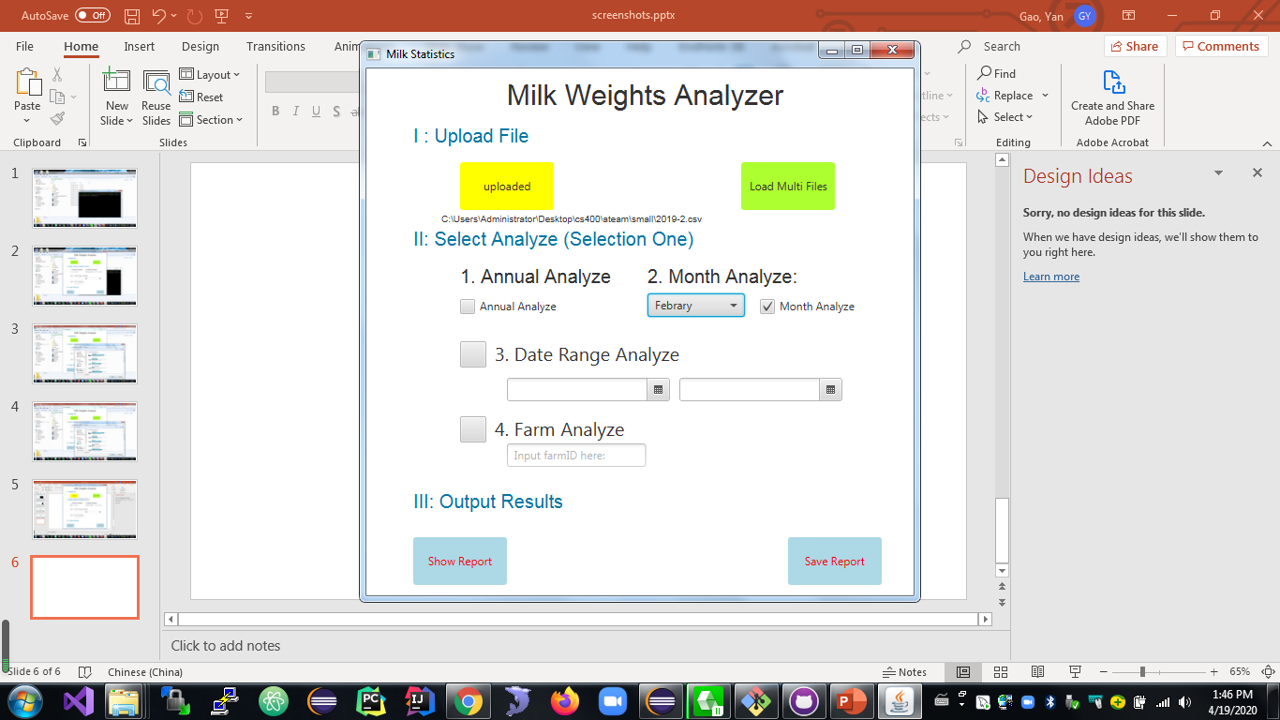 AutoSave Off screenshots.pptx Gao, Yan GY
File Home Insert Design Transitions Search Share Comments
Milk Statistics
Paste New Slide Reuse Slides Layout Reset Section
B I U S
Find Replace Select Create and Share Adobe PDF
Clipboard Slides Editing Adobe Acrobat
Milk Weights Analyzer
I : Upload File
uploaded Load Multi Files
C:\Users\Administrator\Desktop\cs400\ateam\small\2019-2.csv
II: Select Analyze (Selection One)
1. Annual Analyze 2. Month Analyze:
Annual Analyze Febrary Month Analyze
3. Date Range Analyze
4. Farm Analyze
Input farmID here:
III: Output Results
Show Report Save Report
1
2
3
4
5
6
Design Ideas
Sorry, no design ideas for this slide.
When we have design ideas, we'll show them to
you right here.
Learn more
Click to add notes
Slide 6 of 6 Chinese (China) Notes 65%
1:46 PM
4/19/2020